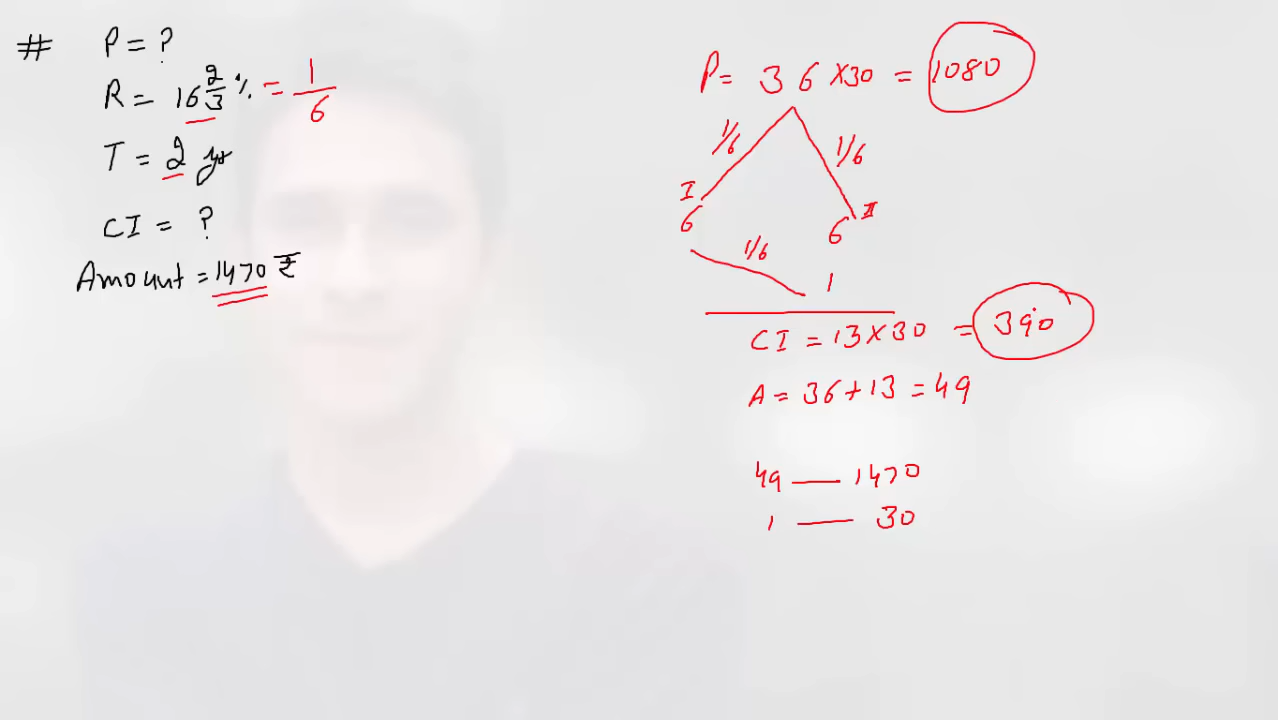 # P = ?
R = 16 2/3 % = 1/6
T = 2 yr
CI = ?
Amount = 1470 ₹
P = 36 x30 = 1080
1/6 1/6
I II
6 6
1/6 1
CI = 13 x 30 = 390
A = 36 + 13 = 49
49 — 1470
1 — 30